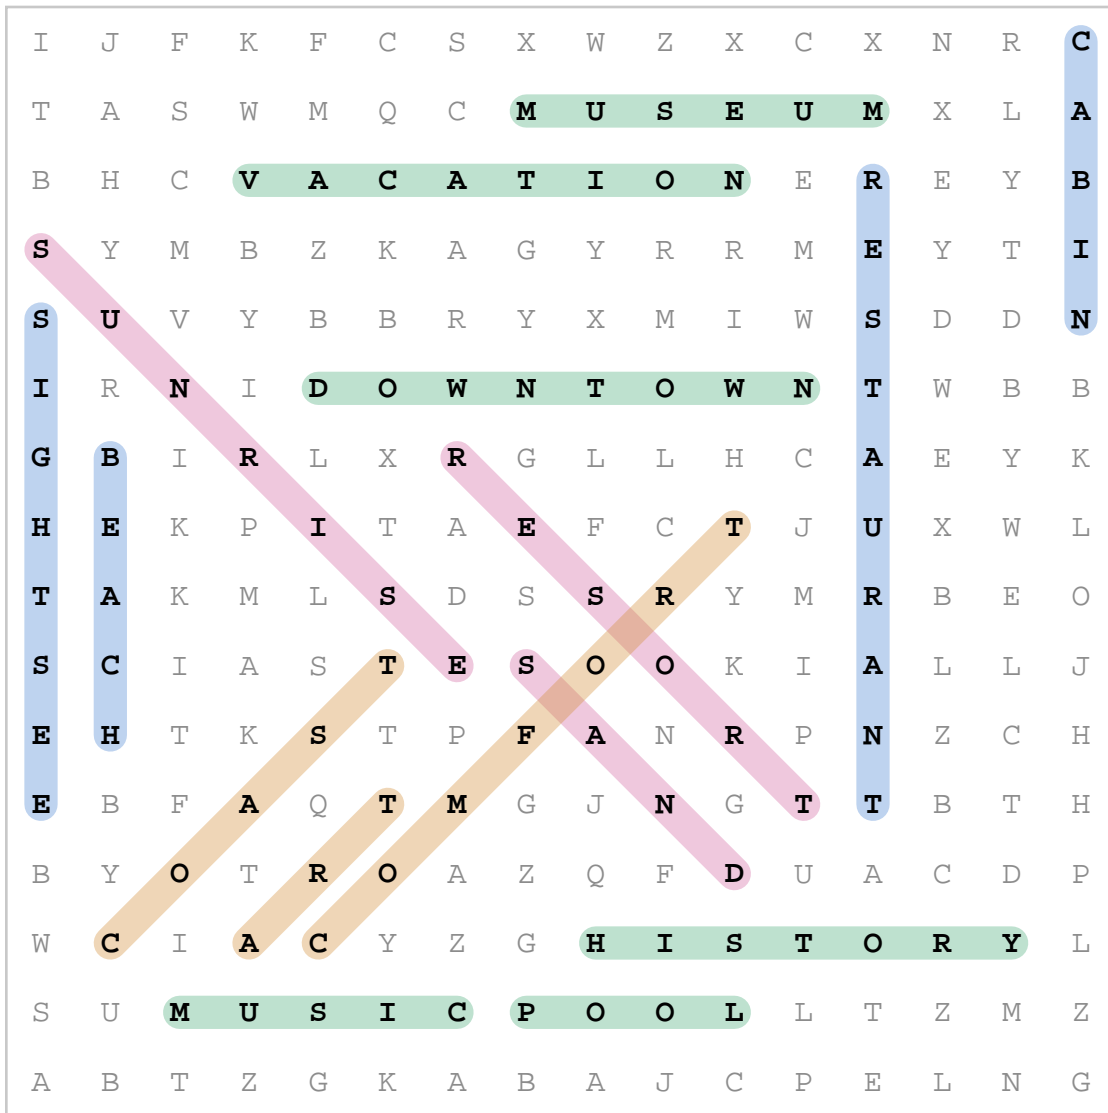 I J F K F C S X W Z X C X N R C
T A S W M Q C M U S E U M X L A
B H C V A C A T I O N E R E Y B
S Y M B Z K A G Y R R M E Y T I
S U V Y B B R Y X M I W S D D N
I R N I D O W N T O W N T W B B
G B I R L X R G L L H C A E Y K
H E K P I T A E F C T J U X W L
T A K M L S D S S R Y M R B E O
S C I A S T E S O O K I A L L J
E H T K S T P F A N R P N Z C H
E B F A Q T M G J N G T T B T H
B Y O T R O A Z Q F D U A C D P
W C I A C Y Z G H I S T O R Y L
S U M U S I C P O O L L T Z M Z
A B T Z G K A B A J C P E L N G